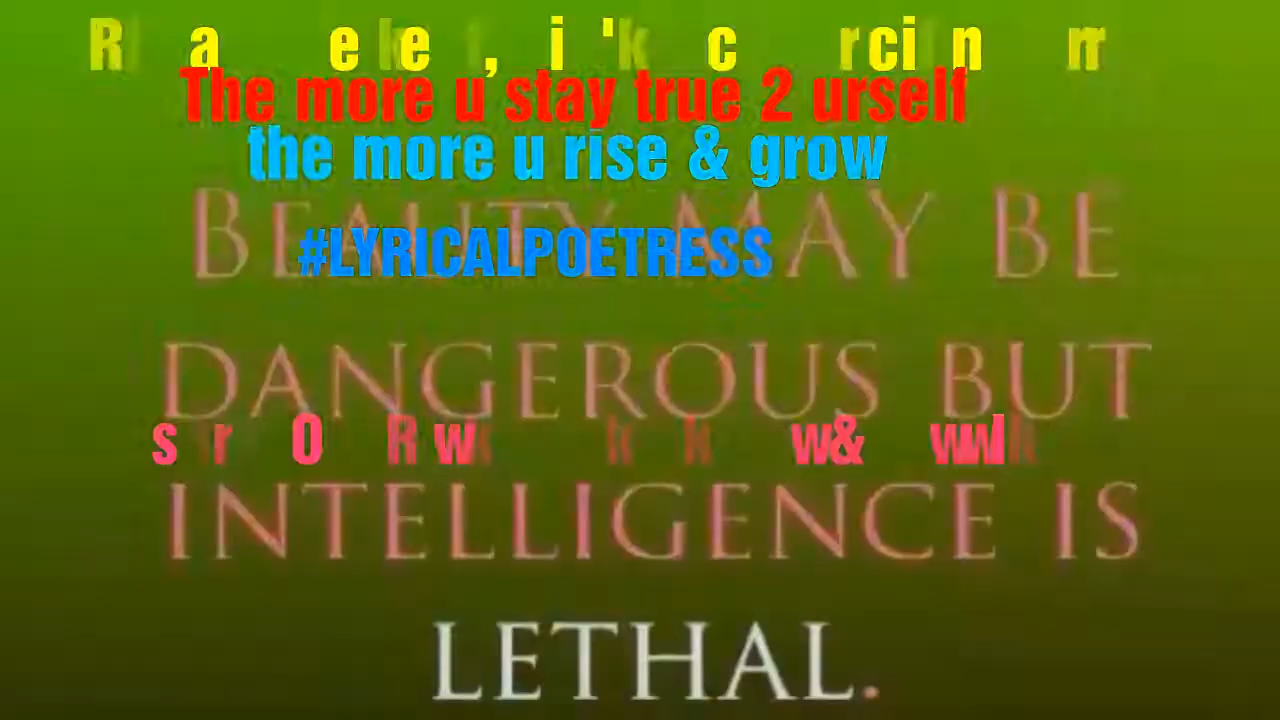 The more u stay true 2 urself
the more u rise & grow
BEAUTY MAY BE
#LYRICALPOETRESS
DANGEROUS BUT
INTELLIGENCE IS
LETHAL.